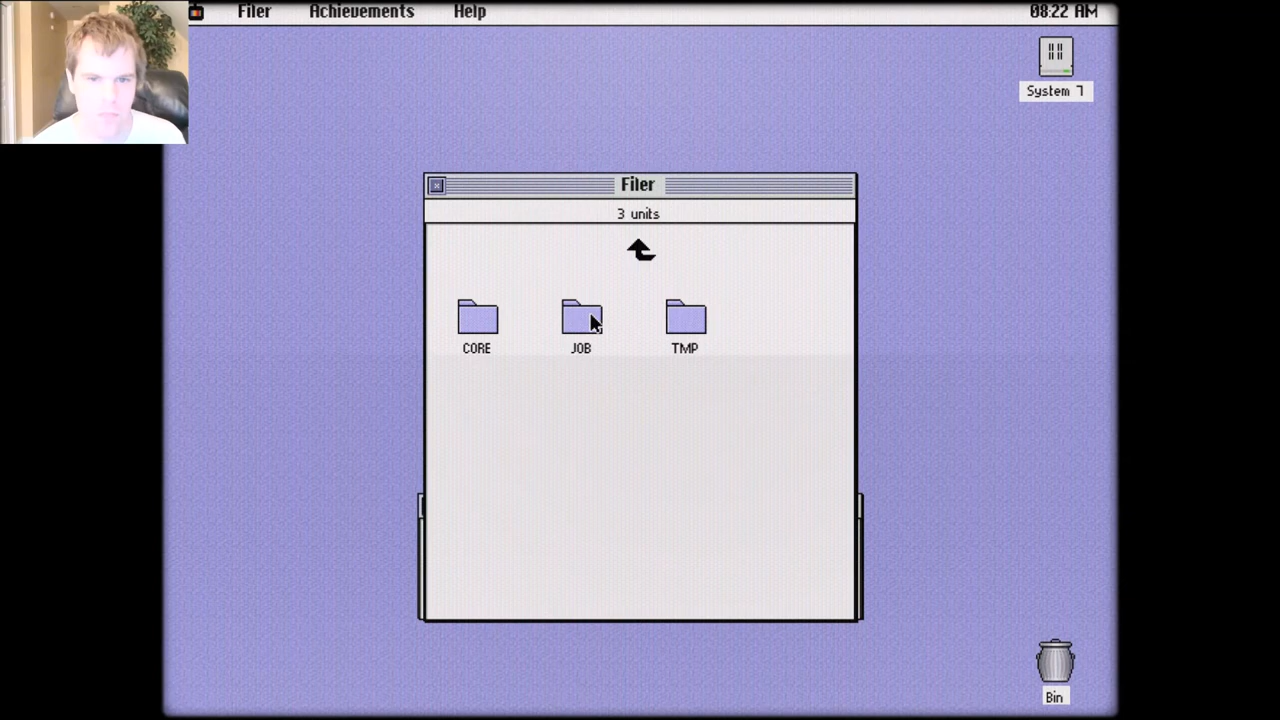 Filer Achievements Help 08:22 AM
System 7
Filer
3 units
CORE JOB TMP
Bin